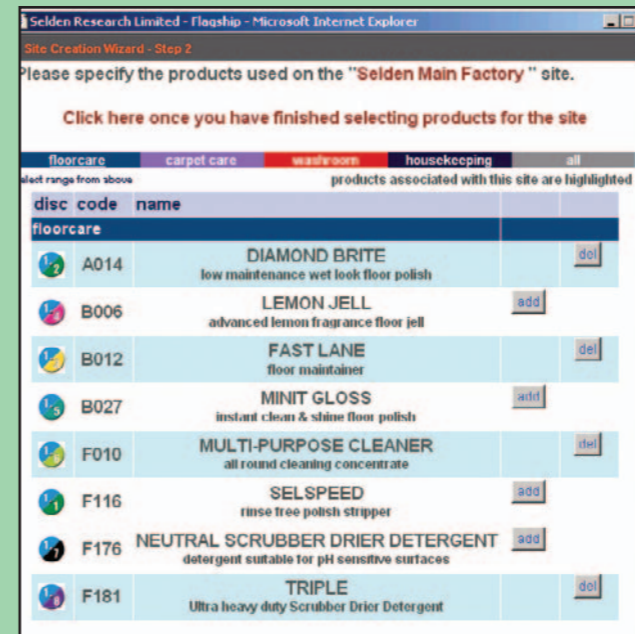 Selden Research Limited - Flagship - Microsoft Internet Explorer
Site Creation Wizard - Step 2
Please specify the products used on the "Selden Main Factory " site.
Click here once you have finished selecting products for the site
floorcare carpet care washroom housekeeping all
elect range from above products associated with this site are highlighted
disc code name
floorcare
A014 DIAMOND BRITE del
low maintenance wet look floor polish
B006 LEMON JELL add
advanced lemon fragrance floor jell
B012 FAST LANE del
floor maintainer
B027 MINIT GLOSS add
instant clean & shine floor polish
F010 MULTI-PURPOSE CLEANER del
all round cleaning concentrate
F116 SELSPEED add
rinse free polish stripper
F176 NEUTRAL SCRUBBER DRIER DETERGENT add
detergent suitable for pH sensitive surfaces
F181 TRIPLE del
Ultra heavy duty Scrubber Drier Detergent